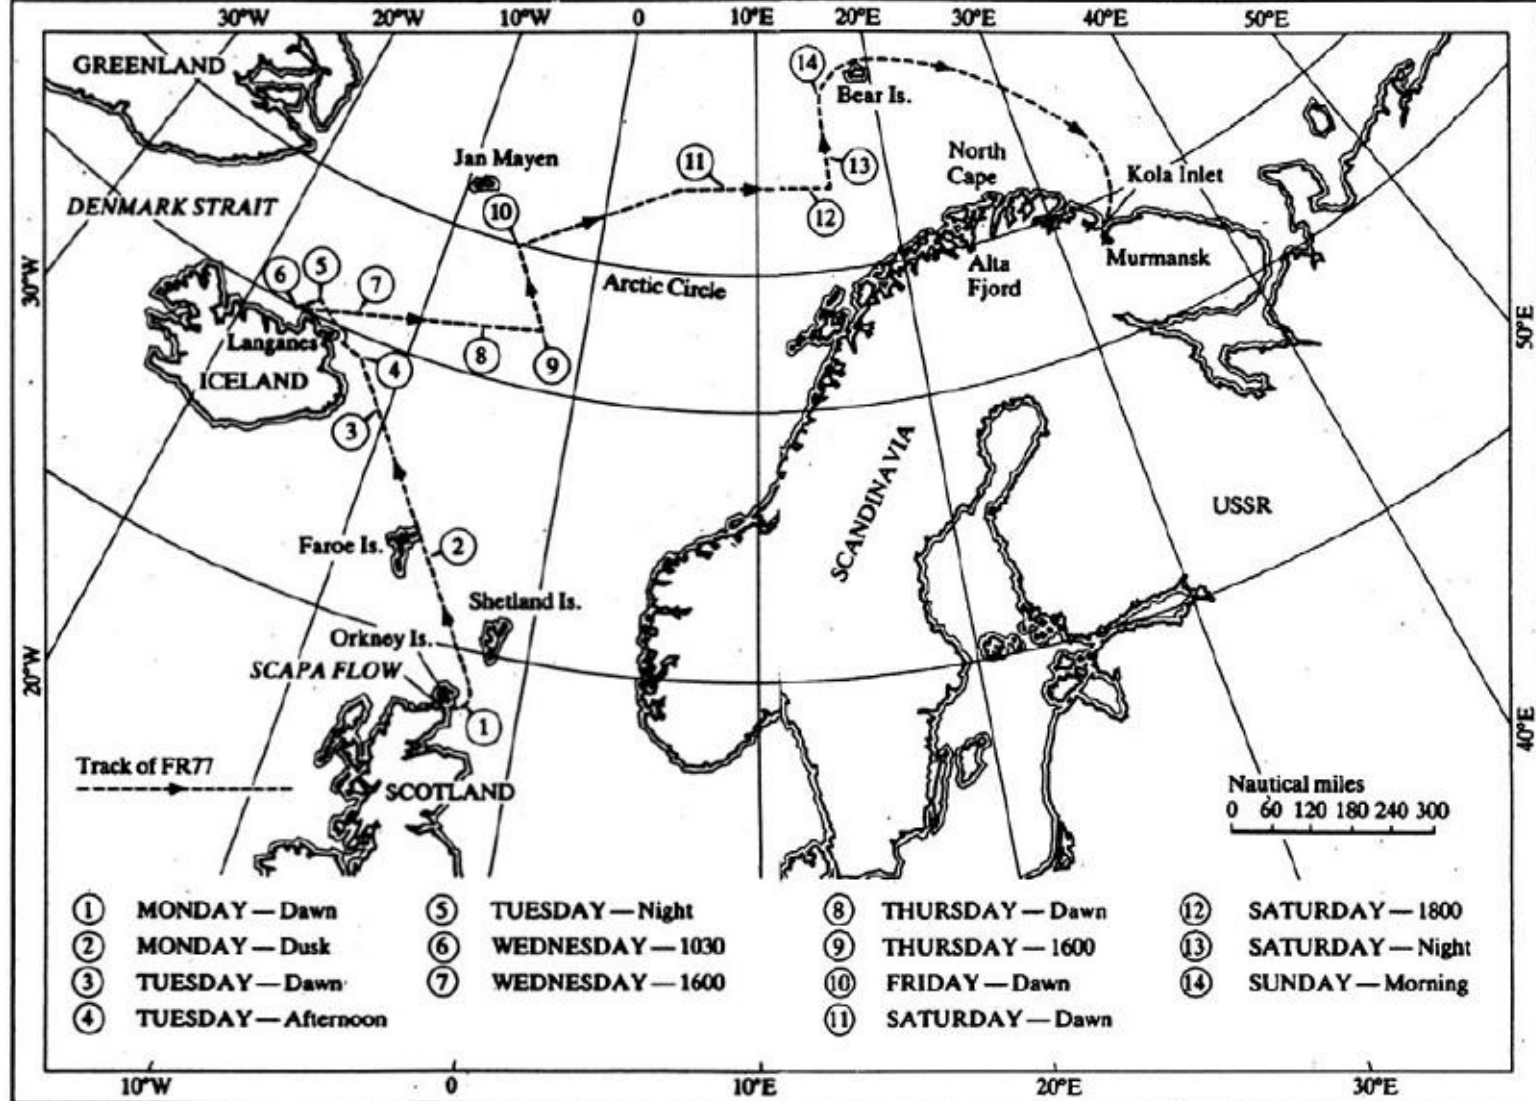 30°W 20°W 10°W 0 10°E 20°E 30°E 40°E 50°E
GREENLAND
14
Bear Is.
Jan Mayen
11
13
North
Cape
Kola Inlet
DENMARK STRAIT
10
12
30°W
6
5
7
Arctic Circle
Alta
Fjord
Murmansk
50°E
Langanes
ICELAND
4
8
9
3
SCANDINAVIA
USSR
Faroe Is.
2
Shetland Is.
Orkney Is.
SCAPA FLOW
20°W
1
40°E
Track of FR77
SCOTLAND
Nautical miles
0 60 120 180 240 300
1 MONDAY — Dawn
2 MONDAY — Dusk
3 TUESDAY — Dawn
4 TUESDAY — Afternoon
5 TUESDAY — Night
6 WEDNESDAY — 1030
7 WEDNESDAY — 1600
8 THURSDAY — Dawn
9 THURSDAY — 1600
10 FRIDAY — Dawn
11 SATURDAY — Dawn
12 SATURDAY — 1800
13 SATURDAY — Night
14 SUNDAY — Morning
10°W 0 10°E 20°E 30°E